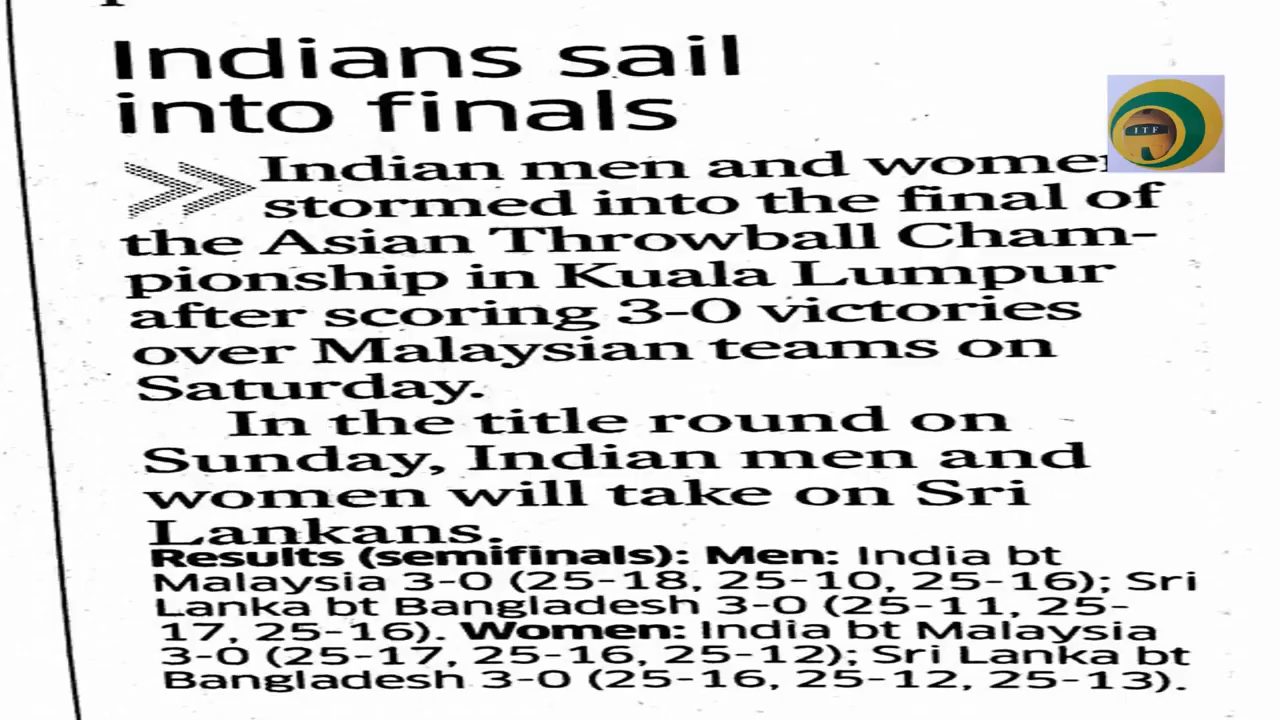 Indians sail
into finals
Indian men and women
stormed into the final of
the Asian Throwball Cham-
pionship in Kuala Lumpur
after scoring 3-0 victories
over Malaysian teams on
Saturday.
In the title round on
Sunday, Indian men and
women will take on Sri
Lankans.
Results (semifinals): Men: India bt
Malaysia 3-0 (25-18, 25-10, 25-16); Sri
Lanka bt Bangladesh 3-0 (25-11, 25-
17, 25-16). Women: India bt Malaysia
3-0 (25-17, 25-16, 25-12); Sri Lanka bt
Bangladesh 3-0 (25-16, 25-12, 25-13).
ITF